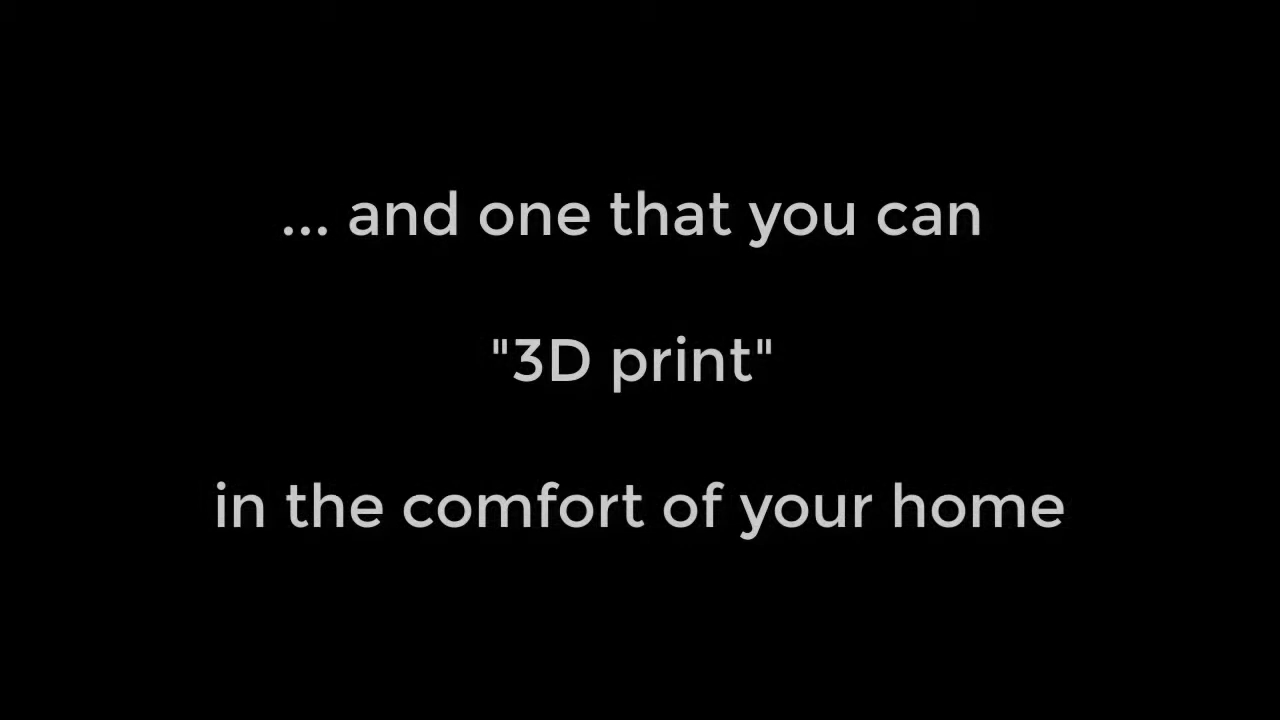 ... and one that you can
"3D print"
in the comfort of your home